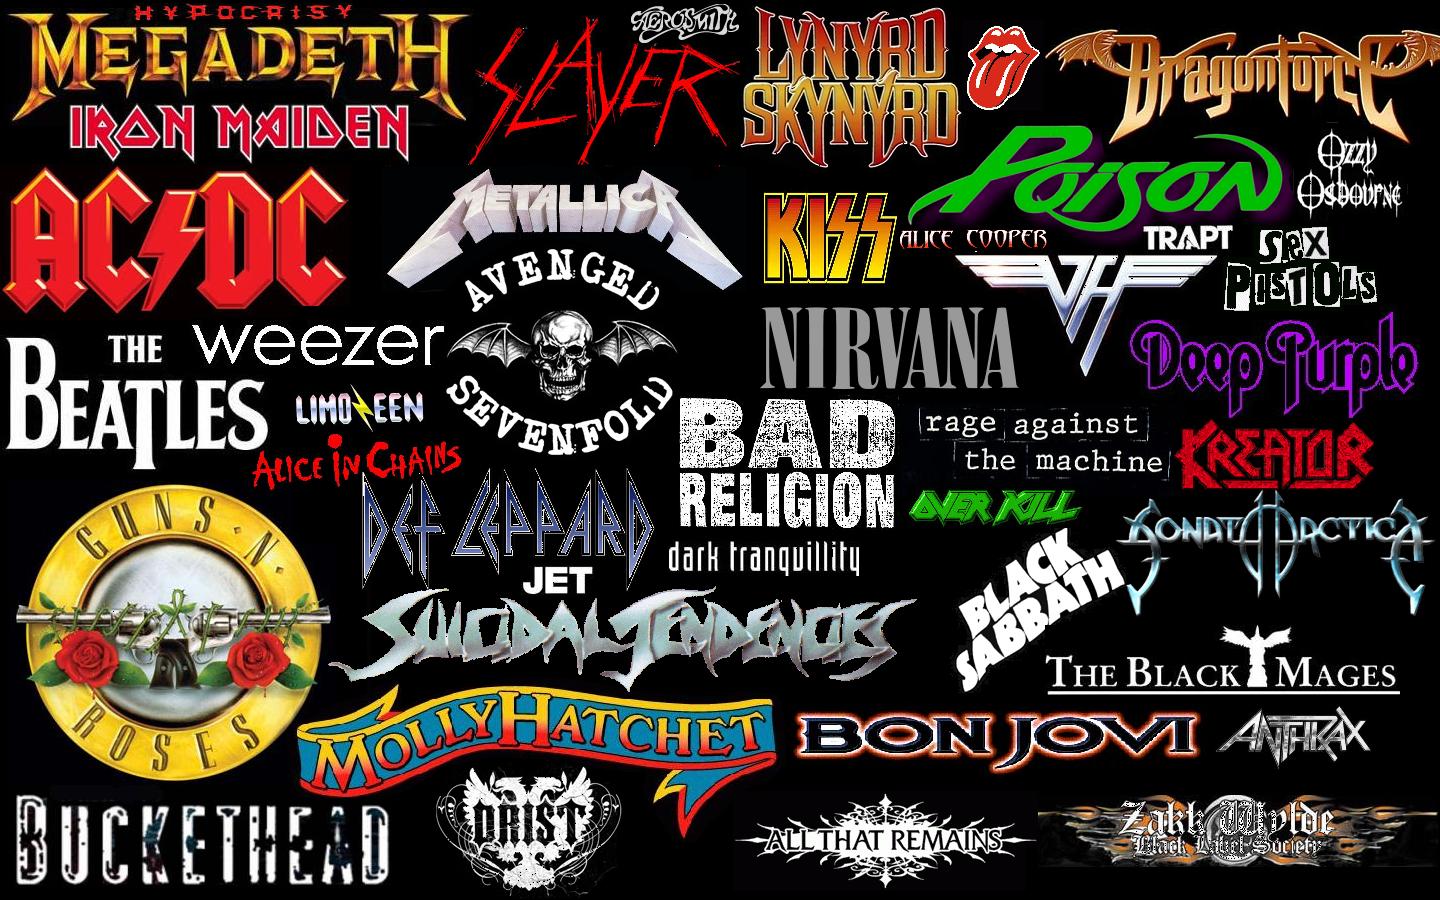 HYPOCRISY
MEGADETH
IRON MAIDEN
SLAYER
AEROSMITH
LYNYRD
SKYNYRD
DRAGONFORCE
AC/DC
METALLICA
KISS
POISON
OZZY
OSBOURNE
ALICE COOPER
TRAPT
VH
SEX
PISTOLS
THE
BEATLES
weezer
LIMOZEEN
ALICE IN CHAINS
AVENGED
SEVENFOLD
NIRVANA
Deep Purple
BAD
RELIGION
rage against
the machine
KREATOR
OVER KILL
GUNS · N ·
ROSES
DEF LEPPARD
JET
dark tranquillity
SONATA ARCTICA
BLACK
SABBATH
SUICIDAL TENDENCIES
THE BLACK MAGES
MOLLY HATCHET
BON JOVI
ANTHRAX
BUCKETHEAD
DRIST
ALL THAT REMAINS
Zakk Wylde
Black Label Society